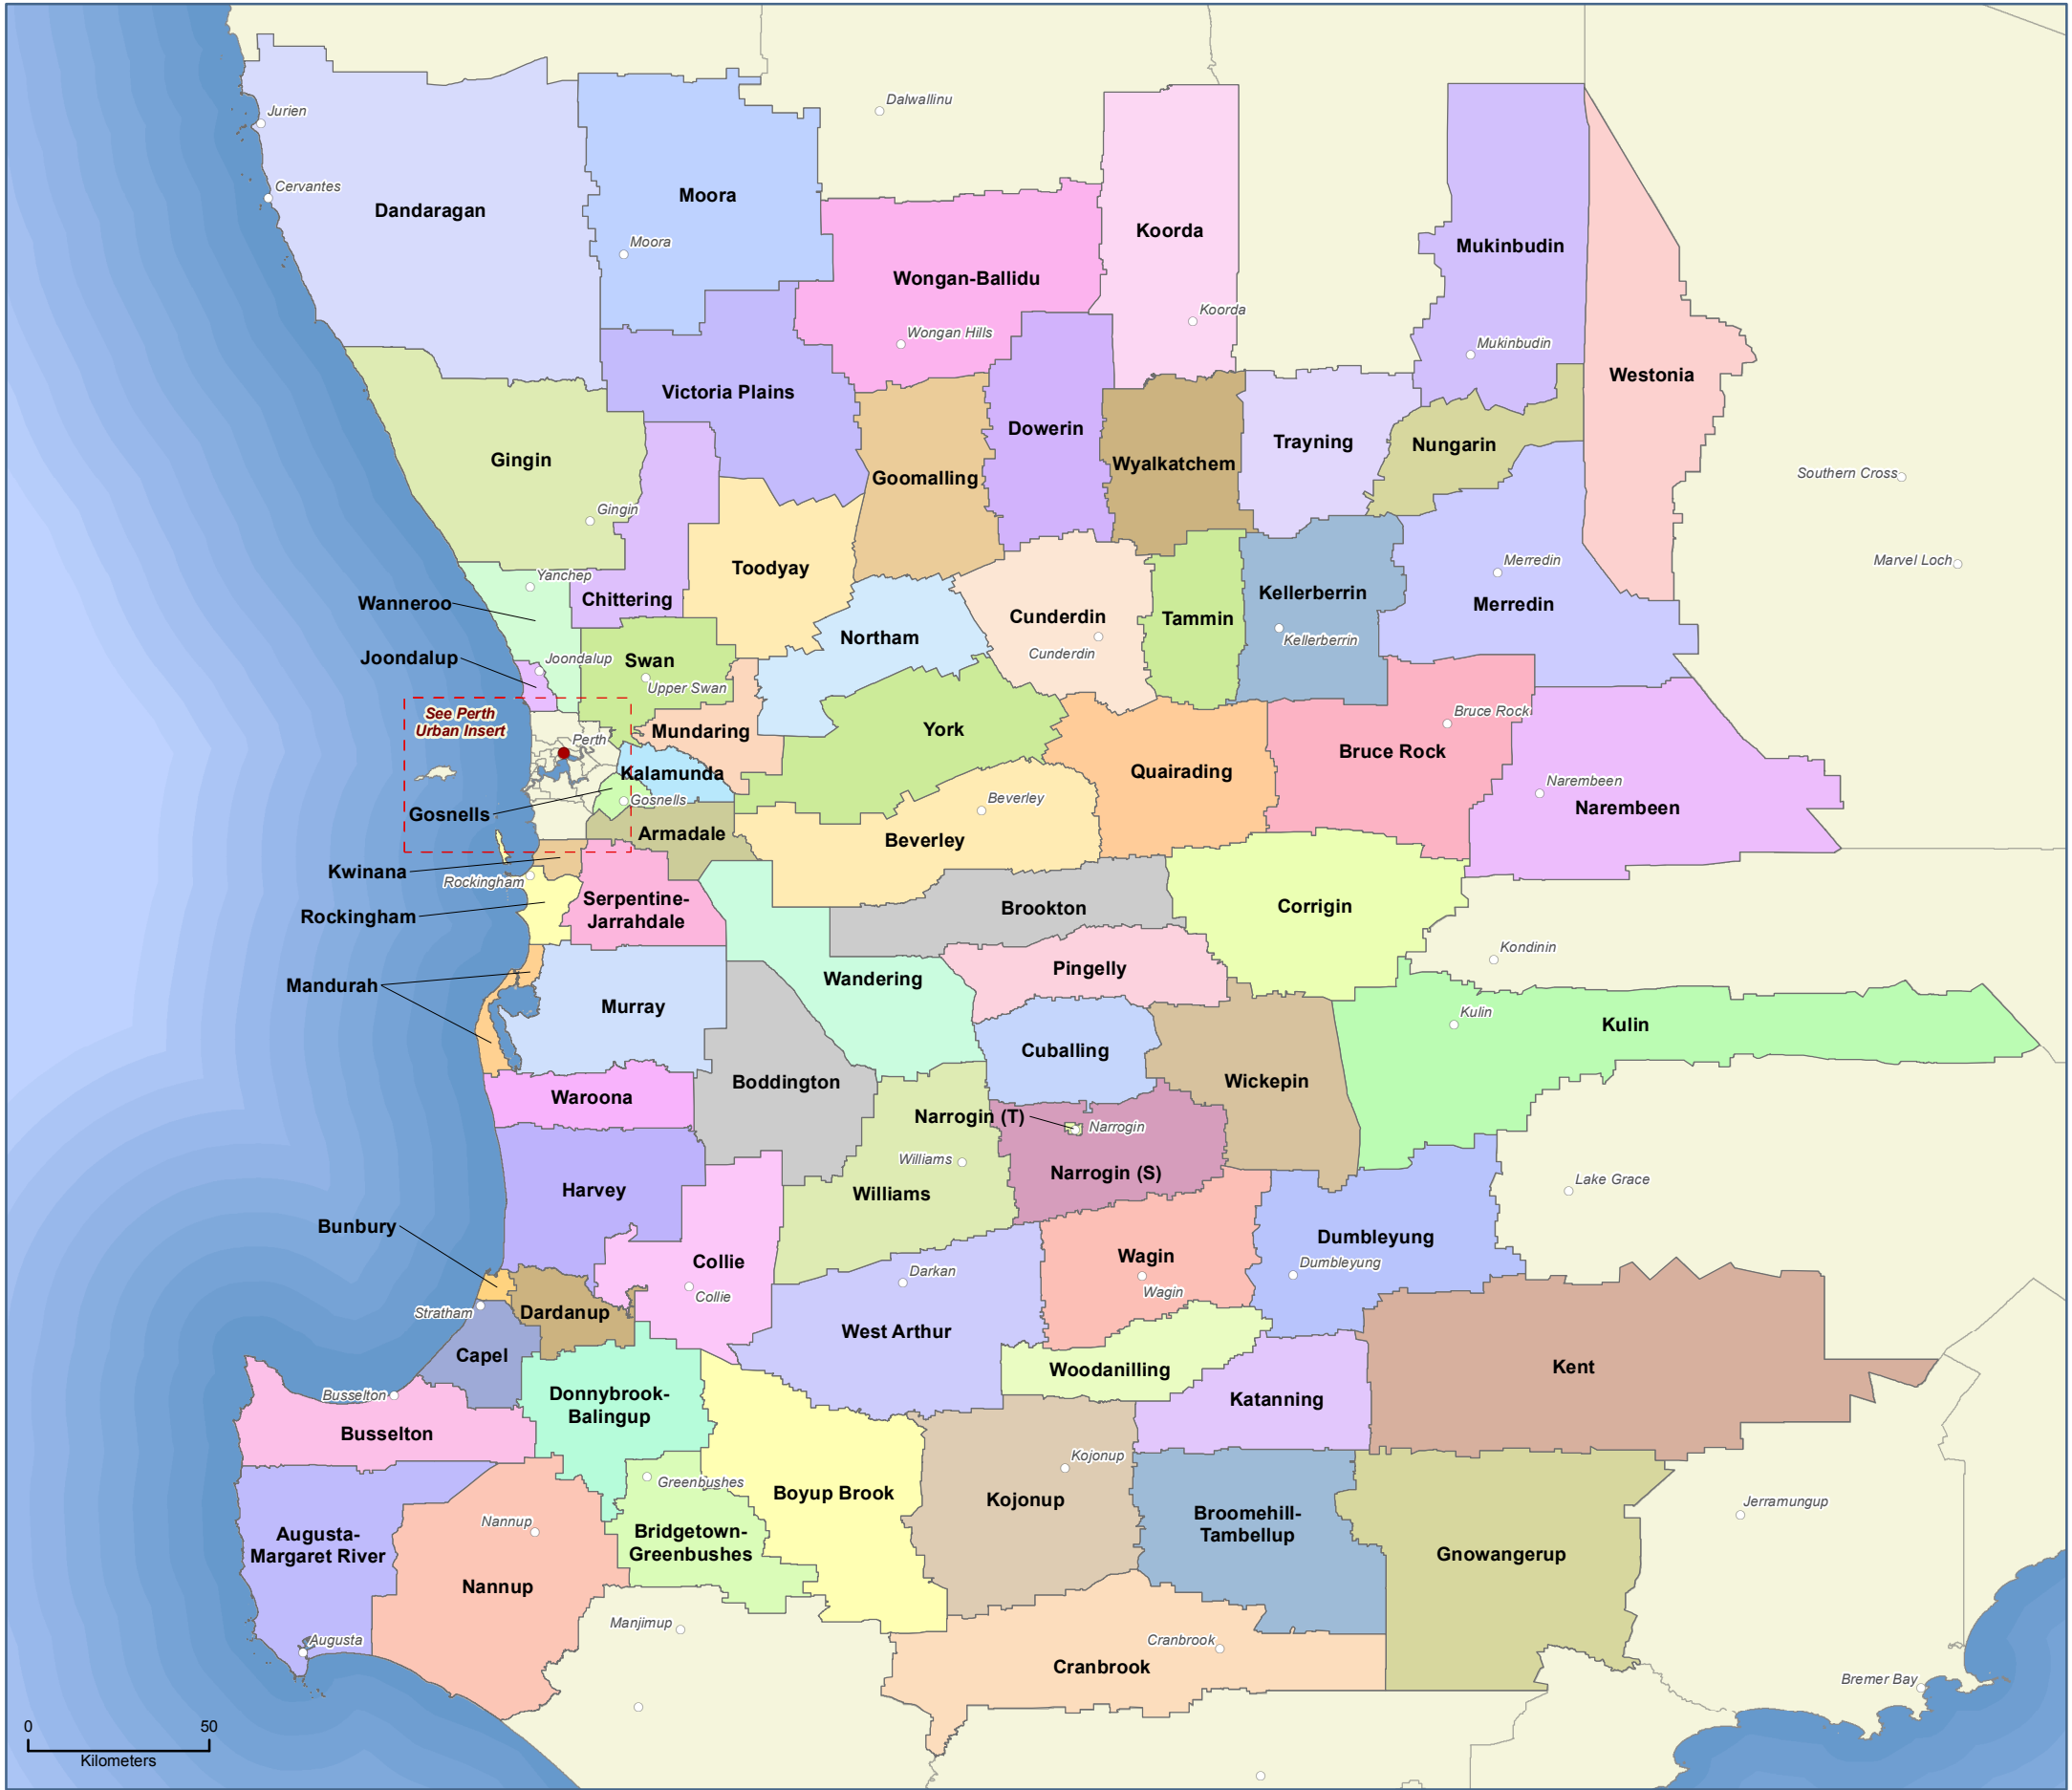 Dalwallinu
Jurien
Cervantes
Dandaragan
Moora
Moora
Koorda
Mukinbudin
Wongan-Ballidu
Koorda
Wongan Hills
Mukinbudin
Westonia
Victoria Plains
Dowerin
Trayning
Nungarin
Gingin
Wyalkatchem
Goomalling
Southern Cross
Gingin
Toodyay
Merredin
Marvel Loch
Yanchep
Wanneroo
Chittering
Kellerberrin
Merredin
Cunderdin
Tammin
Northam
Kellerberrin
Joondalup
Joondalup
Swan
Cunderdin
Upper Swan
See Perth
Urban Insert
Bruce Rock
Perth
Mundaring
York
Bruce Rock
Kalamunda
Quairading
Narembeen
Narembeen
Gosnells
Gosnells
Beverley
Armadale
Beverley
Kwinana
Rockingham
Serpentine-
Jarrahdale
Rockingham
Brookton
Corrigin
Kondinin
Pingelly
Wandering
Mandurah
Murray
Kulin
Kulin
Cuballing
Boddington
Wickepin
Waroona
Narrogin (T)
Narrogin
Williams
Narrogin (S)
Lake Grace
Harvey
Williams
Bunbury
Dumbleyung
Collie
Wagin
Dumbleyung
Darkan
Collie
Wagin
Stratham
Dardanup
West Arthur
Capel
Woodanilling
Kent
Busselton
Donnybrook-
Balingup
Katanning
Busselton
Kojonup
Greenbushes
Boyup Brook
Kojonup
Jerramungup
Nannup
Broomehill-
Tambellup
Augusta-
Margaret River
Bridgetown-
Greenbushes
Gnowangerup
Nannup
Manjimup
Augusta
Cranbrook
Cranbrook
Bremer Bay
0 50
Kilometers